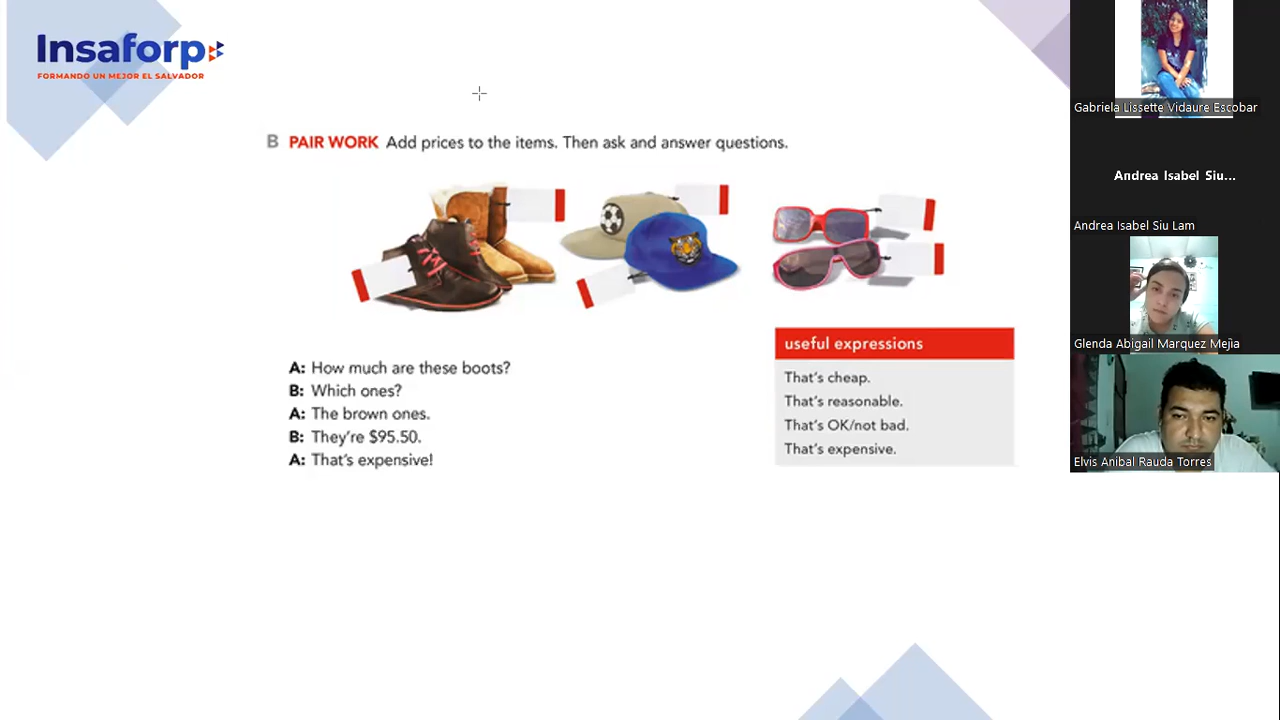 Insaforp
FORMANDO UN MEJOR EL SALVADOR
B PAIR WORK Add prices to the items. Then ask and answer questions.
A: How much are these boots?
B: Which ones?
A: The brown ones.
B: They're $95.50.
A: That's expensive!
useful expressions
That's cheap.
That's reasonable.
That's OK/not bad.
That's expensive.
Gabriela Lissette Vidaure Escobar
Andrea Isabel Siu...
Andrea Isabel Siu Lam
Glenda Abigail Marquez Mejia
Elvis Anibal Rauda Torres